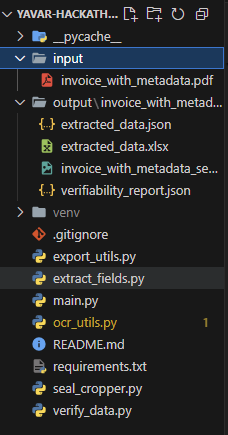 YAVAR-HACKATH...
__pycache__
input
invoice_with_metadata.pdf
output\invoice_with_metad...
extracted_data.json
extracted_data.xlsx
invoice_with_metadata_se...
verifiability_report.json
venv
.gitignore
export_utils.py
extract_fields.py
main.py
ocr_utils.py 1
README.md
requirements.txt
seal_cropper.py
verify_data.py